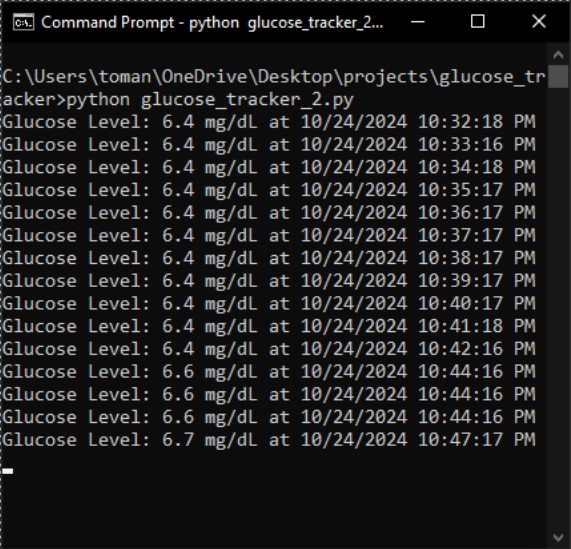 Command Prompt - python  glucose_tracker_2...
C:\Users\toman\OneDrive\Desktop\projects\glucose_tr
acker>python glucose_tracker_2.py
Glucose Level: 6.4 mg/dL at 10/24/2024 10:32:18 PM
Glucose Level: 6.4 mg/dL at 10/24/2024 10:33:16 PM
Glucose Level: 6.4 mg/dL at 10/24/2024 10:34:18 PM
Glucose Level: 6.4 mg/dL at 10/24/2024 10:35:17 PM
Glucose Level: 6.4 mg/dL at 10/24/2024 10:36:17 PM
Glucose Level: 6.4 mg/dL at 10/24/2024 10:37:17 PM
Glucose Level: 6.4 mg/dL at 10/24/2024 10:38:17 PM
Glucose Level: 6.4 mg/dL at 10/24/2024 10:39:17 PM
Glucose Level: 6.4 mg/dL at 10/24/2024 10:40:17 PM
Glucose Level: 6.4 mg/dL at 10/24/2024 10:41:18 PM
Glucose Level: 6.4 mg/dL at 10/24/2024 10:42:16 PM
Glucose Level: 6.6 mg/dL at 10/24/2024 10:44:16 PM
Glucose Level: 6.6 mg/dL at 10/24/2024 10:44:16 PM
Glucose Level: 6.6 mg/dL at 10/24/2024 10:44:16 PM
Glucose Level: 6.7 mg/dL at 10/24/2024 10:47:17 PM